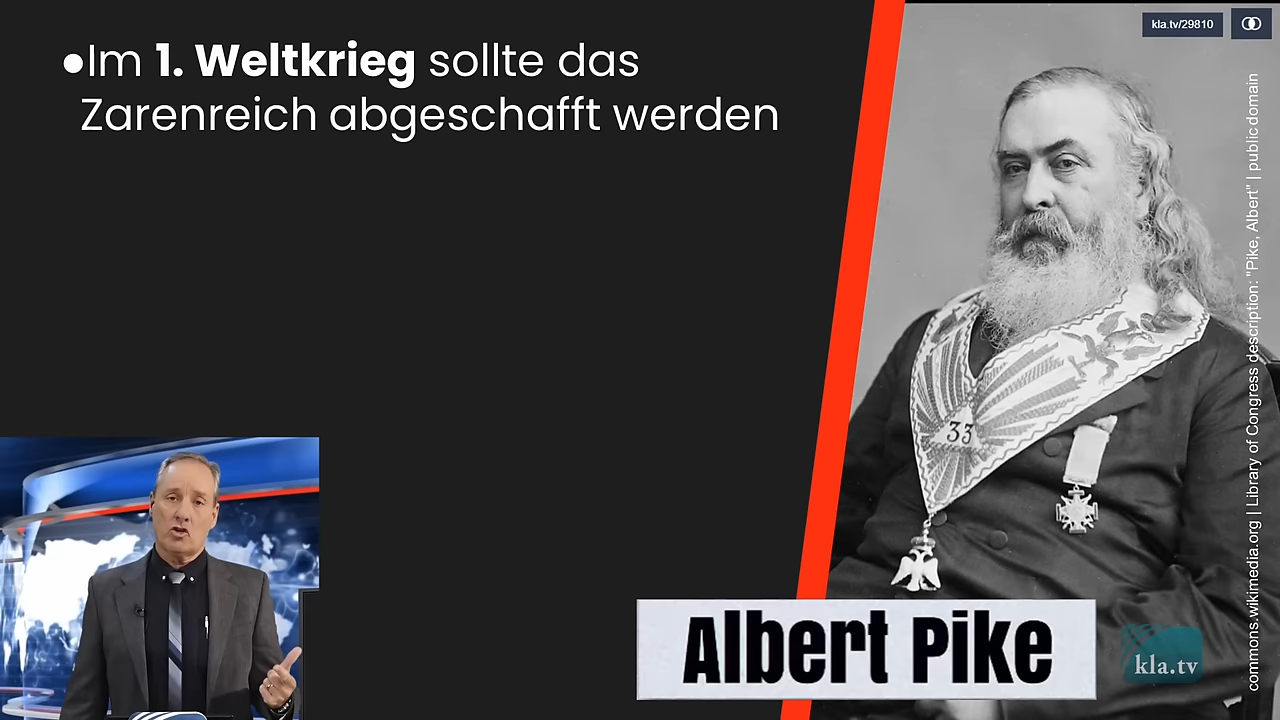 ●Im 1. Weltkrieg sollte das
Zarenreich abgeschafft werden
kla.tv/29810
33
Albert Pike
kla.tv
commons.wikimedia.org | Library of Congress description: "Pike, Albert" | public domain